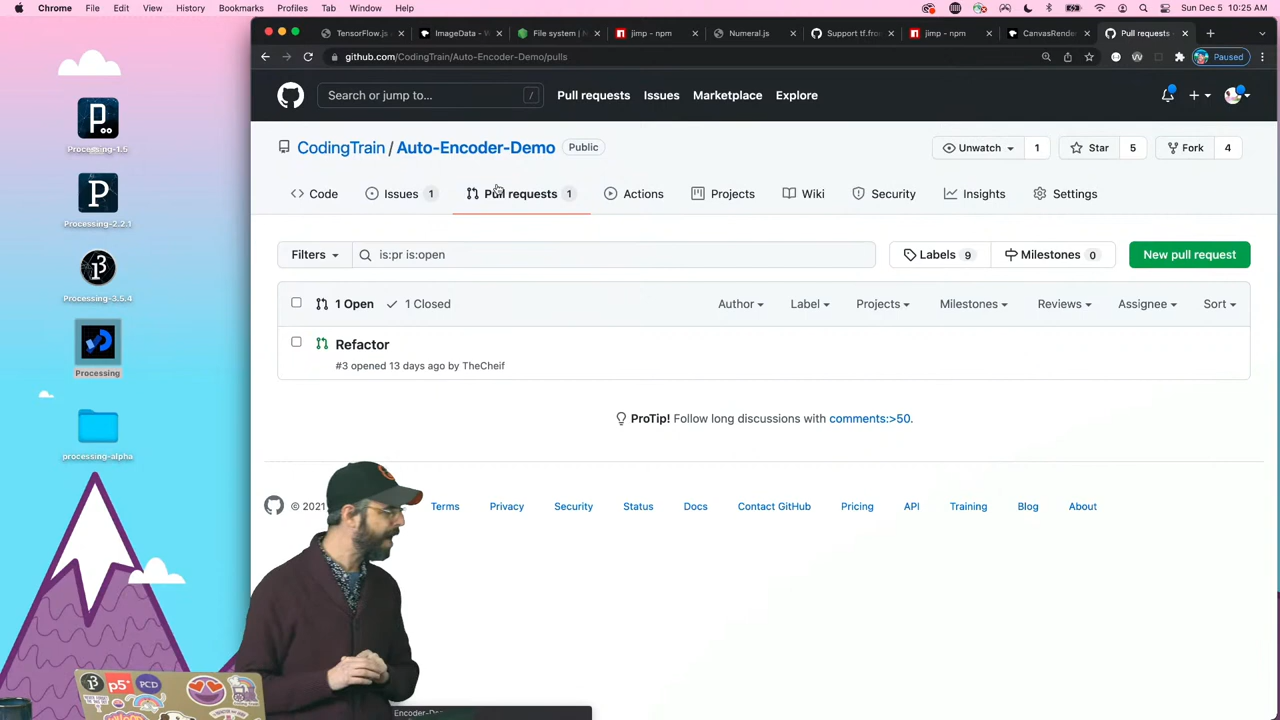 Chrome File Edit View History Bookmarks Profiles Tab Window Help Sun Dec 5 10:25 AM
TensorFlow.js ImageData - W File system | N jimp - npm Numeral.js Support tf.fro jimp - npm CanvasRende Pull requests ·
github.com/CodingTrain/Auto-Encoder-Demo/pulls Paused
Search or jump to... / Pull requests Issues Marketplace Explore
CodingTrain / Auto-Encoder-Demo Public Unwatch 1 Star 5 Fork 4
Code Issues 1 Pull requests 1 Actions Projects Wiki Security Insights Settings
Filters is:pr is:open Labels 9 Milestones 0 New pull request
1 Open 1 Closed Author Label Projects Milestones Reviews Assignee Sort
Refactor
#3 opened 13 days ago by TheCheif
ProTip! Follow long discussions with comments:>50.
© 2021 Terms Privacy Security Status Docs Contact GitHub Pricing API Training Blog About
Processing-1.5
Processing-2.2.1
Processing-3.5.4
Processing
processing-alpha
p5* PCD